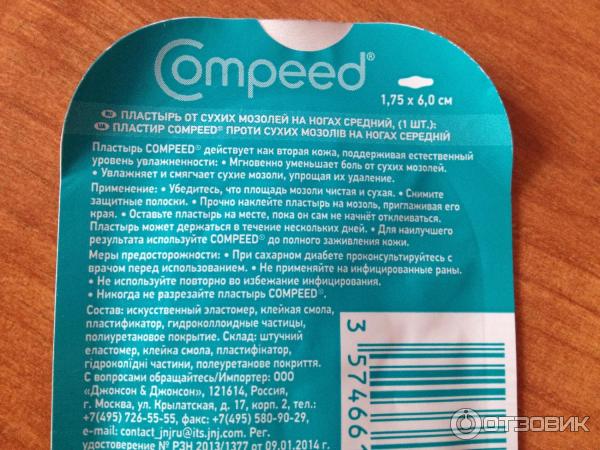 Compeed®
1,75 x 6,0 см
RU ПЛАСТЫРЬ ОТ СУХИХ МОЗОЛЕЙ НА НОГАХ СРЕДНИЙ, (1 ШТ.):
UA ПЛАСТИР COMPEED® ПРОТИ СУХИХ МОЗОЛІВ НА НОГАХ СЕРЕДНІЙ
Пластырь COMPEED® действует как вторая кожа, поддерживая естественный
уровень увлажненности: • Мгновенно уменьшает боль от сухих мозолей.
• Увлажняет и смягчает сухие мозоли, упрощая их удаление.
Применение: • Убедитесь, что площадь мозоли чистая и сухая. • Снимите
защитные полоски. • Прочно наклейте пластырь на мозоль, приглаживая его
края. • Оставьте пластырь на месте, пока он сам не начнёт отклеиваться.
Пластырь может держаться в течение нескольких дней. • Для наилучшего
результата используйте COMPEED® до полного заживления кожи.
Меры предосторожности: • При сахарном диабете проконсультируйтесь с
врачом перед использованием. • Не применяйте на инфицированные раны.
• Не используйте повторно во избежание инфицирования.
• Никогда не разрезайте пластырь COMPEED®.
Состав: искусственный эластомер, клейкая смола,
пластификатор, гидроколлоидные частицы,
полиуретановое покрытие. Склад: штучний
еластомер, клейка смола, пластифікатор,
гідроколоїдні частини, полеуретанове покриття.
С вопросами обращайтесь/Импортер: ООО
«Джонсон & Джонсон», 121614, Россия,
г. Москва, ул. Крылатская, д. 17, корп. 2, тел.:
+7(495) 726-55-55, факс: +7(495) 580-90-29,
e-mail: contact_jnjru@its.jnj.com. Рег.
удостоверение № РЗН 2013/1377 от 09.01.2014 г.
3 57466
ОТЗОВИК